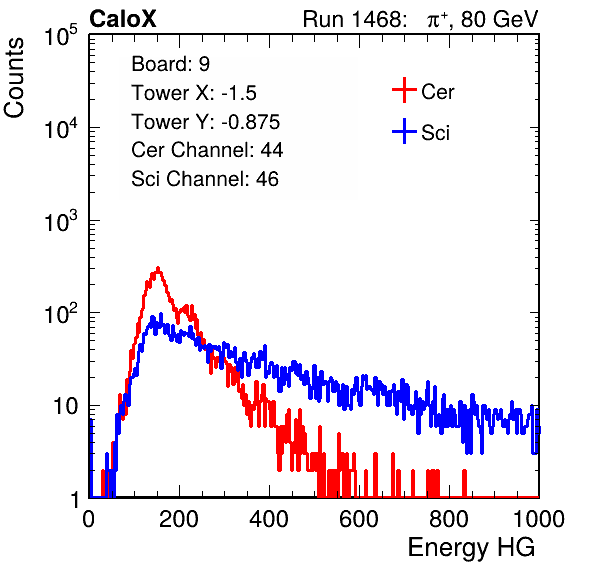 CaloX Run 1468: π⁺, 80 GeV
Counts
Board: 9
Tower X: -1.5
Tower Y: -0.875
Cer Channel: 44
Sci Channel: 46
Cer
Sci
10⁵
10⁴
10³
10²
10
1
0 200 400 600 800 1000
Energy HG